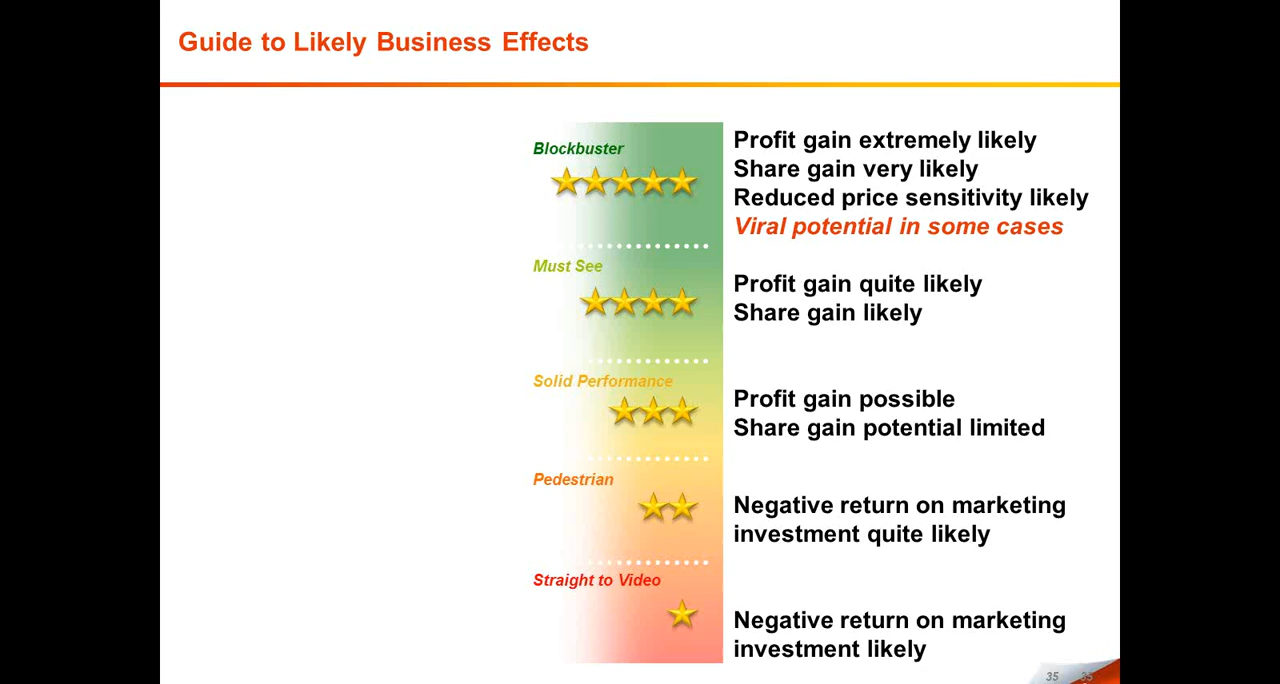 Guide to Likely Business Effects
Blockbuster
Profit gain extremely likely
Share gain very likely
Reduced price sensitivity likely
Viral potential in some cases
Must See
Profit gain quite likely
Share gain likely
Solid Performance
Profit gain possible
Share gain potential limited
Pedestrian
Negative return on marketing
investment quite likely
Straight to Video
Negative return on marketing
investment likely
35 35